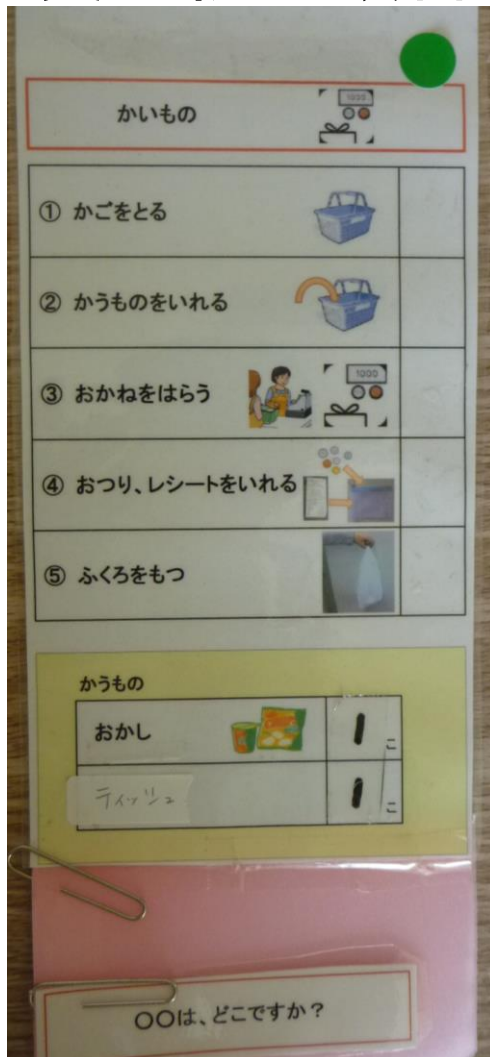 かいもの
1000
① かごをとる
② かうものをいれる
③ おかねをはらう
1000
④ おつり、レシートをいれる
⑤ ふくろをもつ
かうもの
おかし 1 こ
ティッシュ 1 こ
〇〇は、どこですか？